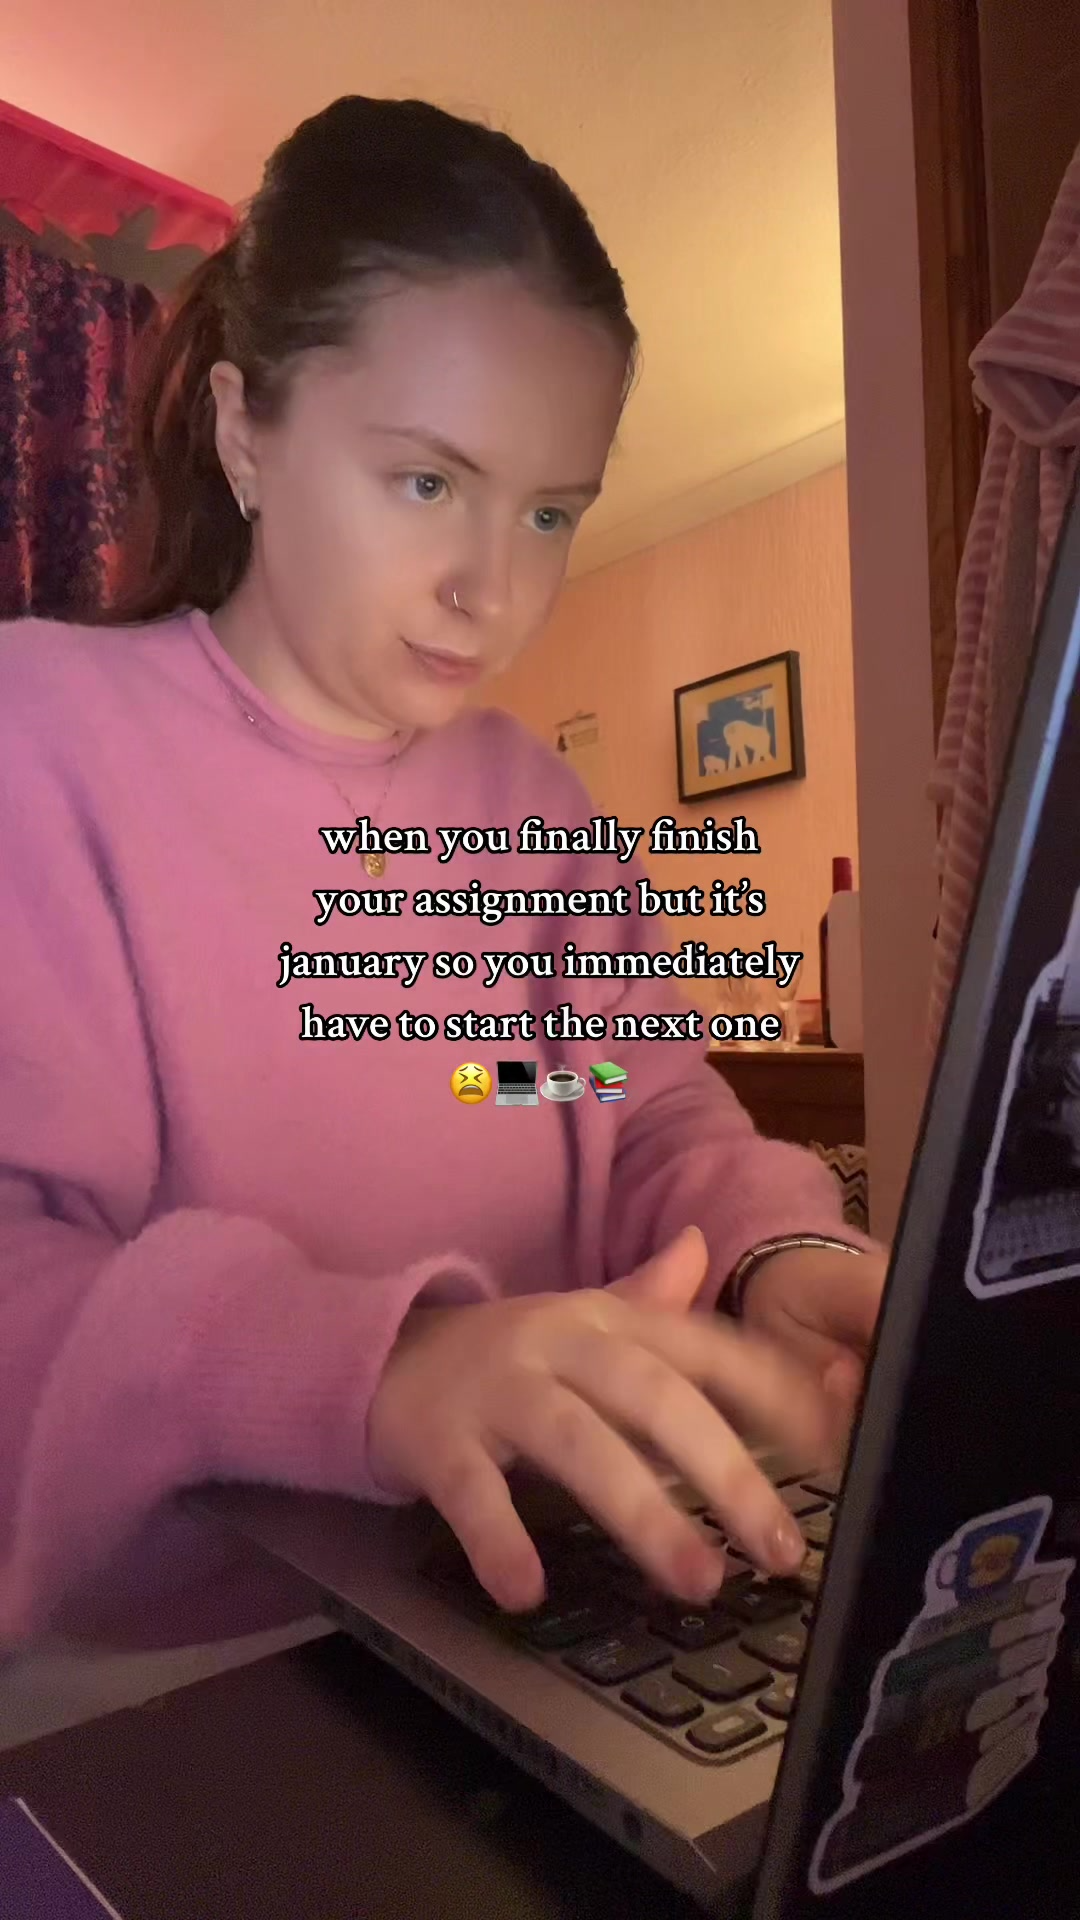 when you finally finish
your assignment but it's
january so you immediately
have to start the next one
😫💻☕📚